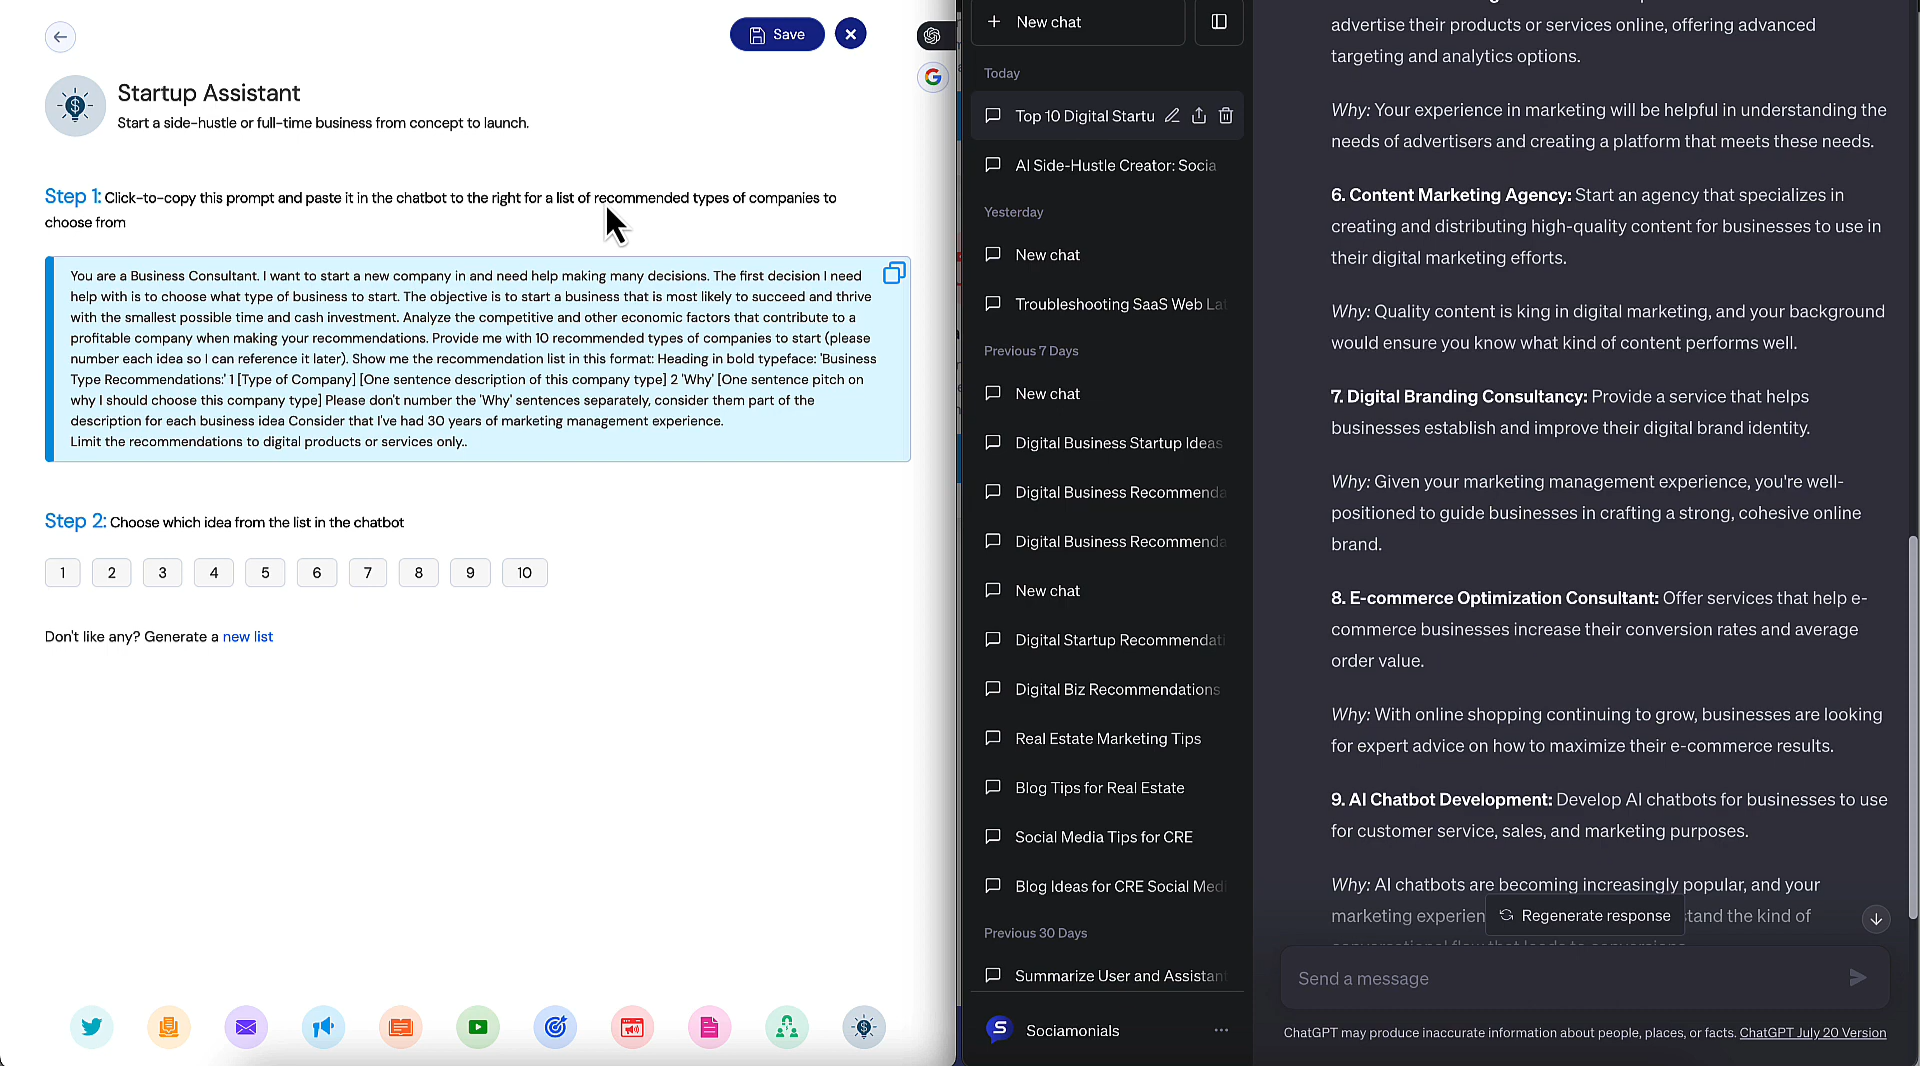 Save
Startup Assistant
Start a side-hustle or full-time business from concept to launch.
Step 1: Click-to-copy this prompt and paste it in the chatbot to the right for a list of recommended types of companies to
choose from
You are a Business Consultant. I want to start a new company in and need help making many decisions. The first decision I need
help with is to choose what type of business to start. The objective is to start a business that is most likely to succeed and thrive
with the smallest possible time and cash investment. Analyze the competitive and other economic factors that contribute to a
profitable company when making your recommendations. Provide me with 10 recommended types of companies to start (please
number each idea so I can reference it later). Show me the recommendation list in this format: Heading in bold typeface: 'Business
Type Recommendations:' 1 [Type of Company] [One sentence description of this company type] 2 'Why' [One sentence pitch on
why I should choose this company type] Please don't number the 'Why' sentences separately, consider them part of the
description for each business idea Consider that I've had 30 years of marketing management experience.
Limit the recommendations to digital products or services only..
Step 2: Choose which idea from the list in the chatbot
1 2 3 4 5 6 7 8 9 10
Don't like any? Generate a new list
New chat
Today
Top 10 Digital Startu
AI Side-Hustle Creator: Socia
Yesterday
New chat
Troubleshooting SaaS Web La
Previous 7 Days
New chat
Digital Business Startup Ideas
Digital Business Recommenda
Digital Business Recommenda
New chat
Digital Startup Recommendati
Digital Biz Recommendations
Real Estate Marketing Tips
Blog Tips for Real Estate
Social Media Tips for CRE
Blog Ideas for CRE Social Med
Previous 30 Days
Summarize User and Assistant
Sociamonials
advertise their products or services online, offering advanced
targeting and analytics options.
Why: Your experience in marketing will be helpful in understanding the
needs of advertisers and creating a platform that meets these needs.
6. Content Marketing Agency: Start an agency that specializes in
creating and distributing high-quality content for businesses to use in
their digital marketing efforts.
Why: Quality content is king in digital marketing, and your background
would ensure you know what kind of content performs well.
7. Digital Branding Consultancy: Provide a service that helps
businesses establish and improve their digital brand identity.
Why: Given your marketing management experience, you're well-
positioned to guide businesses in crafting a strong, cohesive online
brand.
8. E-commerce Optimization Consultant: Offer services that help e-
commerce businesses increase their conversion rates and average
order value.
Why: With online shopping continuing to grow, businesses are looking
for expert advice on how to maximize their e-commerce results.
9. AI Chatbot Development: Develop AI chatbots for businesses to use
for customer service, sales, and marketing purposes.
Why: AI chatbots are becoming increasingly popular, and your
marketing experien
Regenerate response
tand the kind of
Send a message
ChatGPT may produce inaccurate information about people, places, or facts. ChatGPT July 20 Version